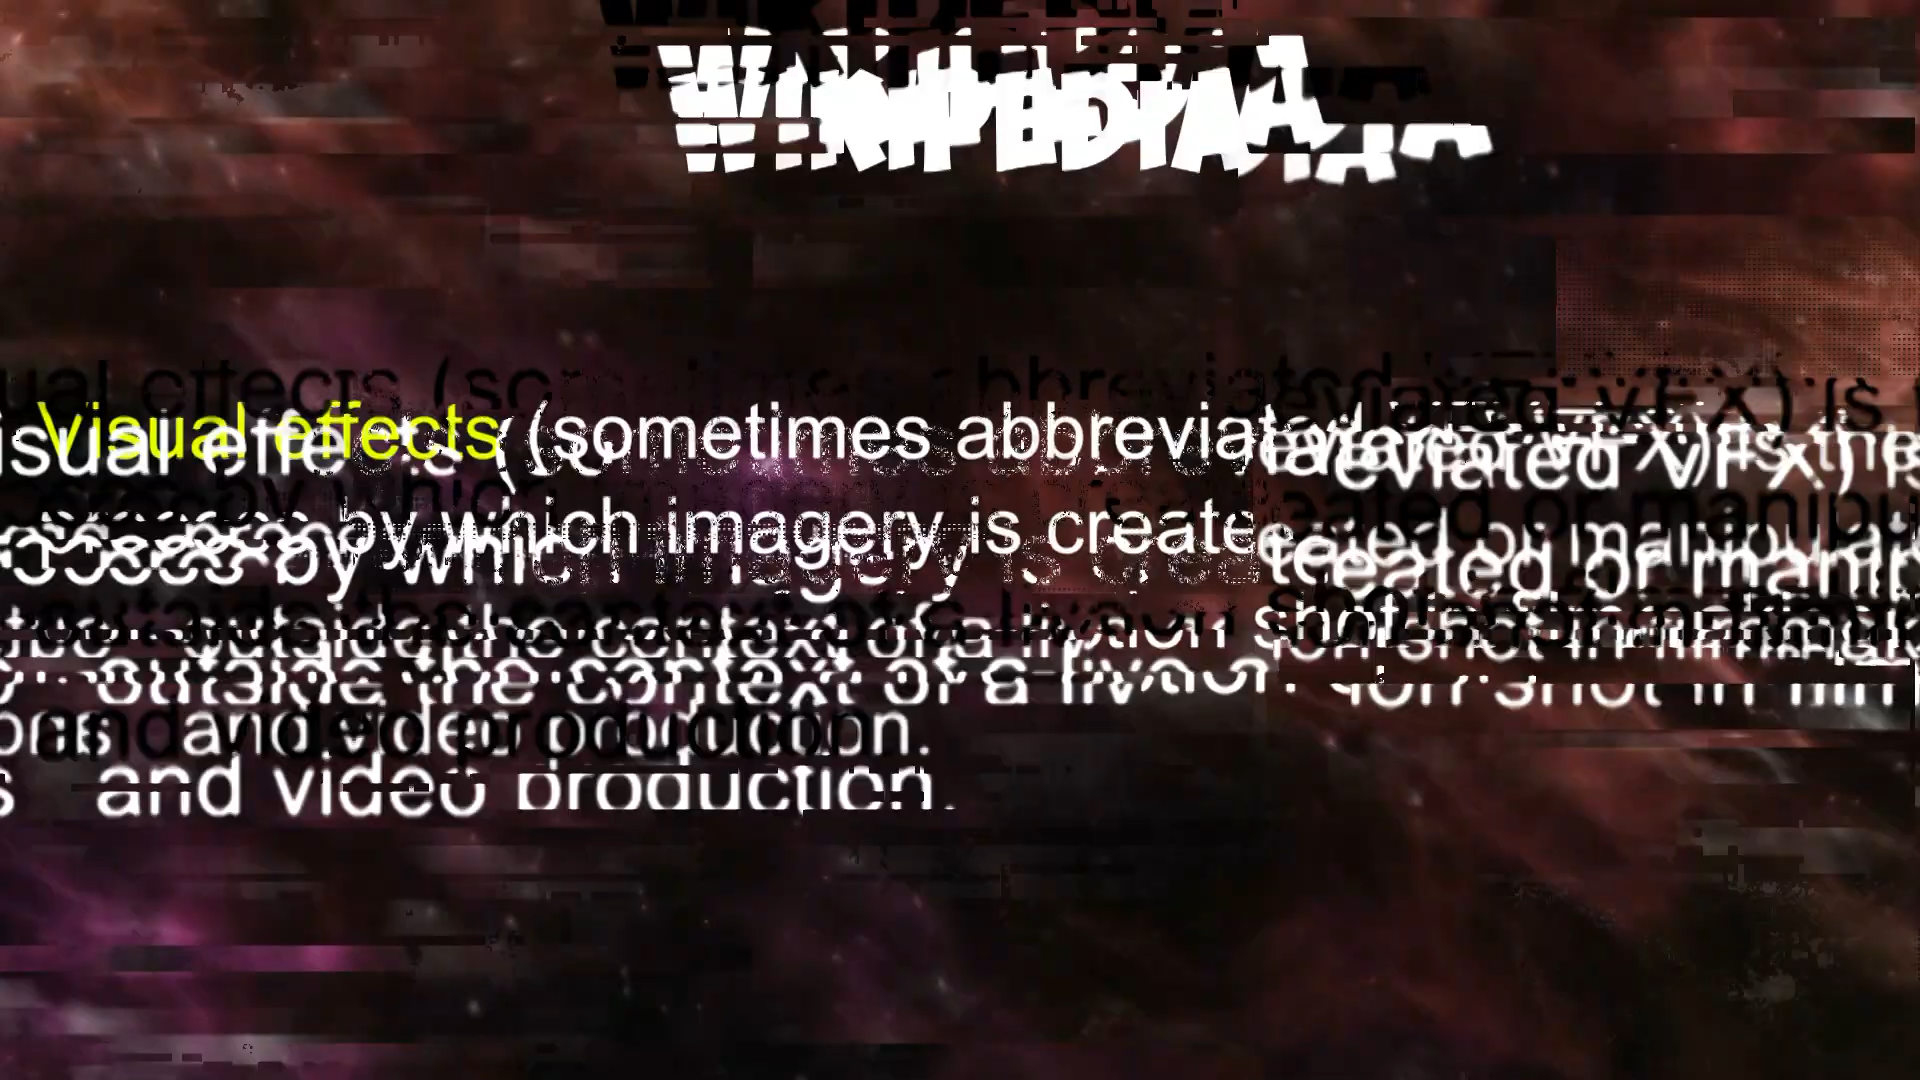 WIKIPEDIA
Visual effects (sometimes abbreviated VFX) is the
processes by which imagery is created or manipulated
outside the context of a live action shot in filmmaking
and video production.